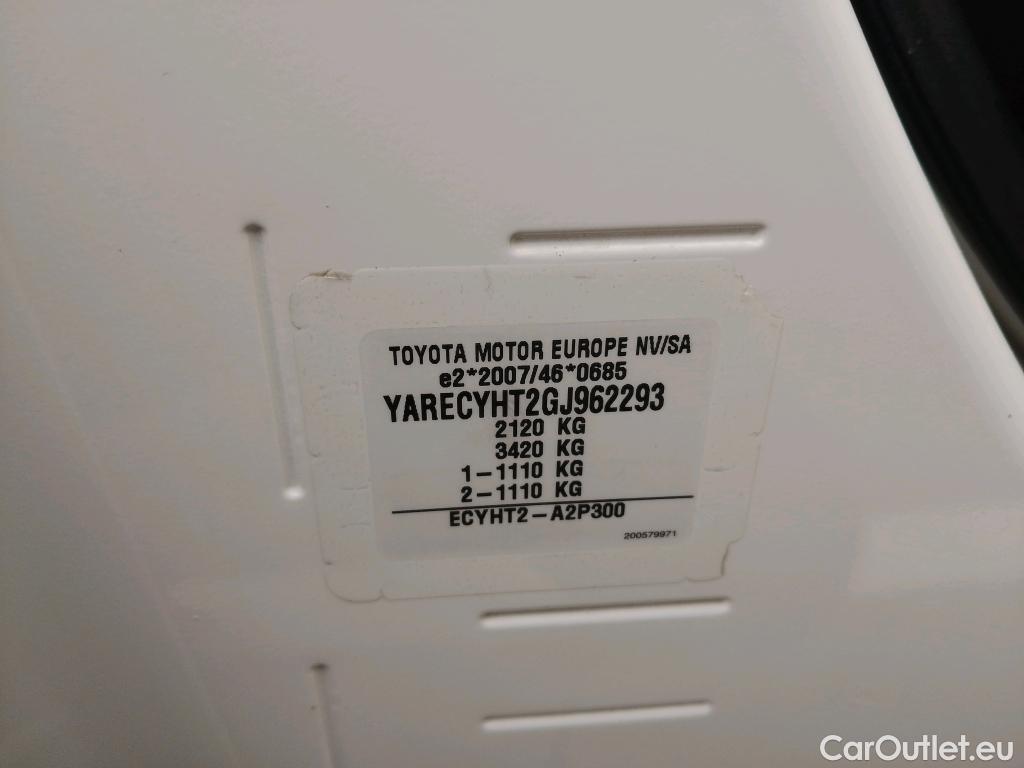 TOYOTA MOTOR EUROPE NV/SA
e2*2007/46*0685
YARECYHT2GJ962293
2120 KG
3420 KG
1-1110 KG
2-1110 KG
ECYHT2-A2P300
200579971
CarOutlet.eu